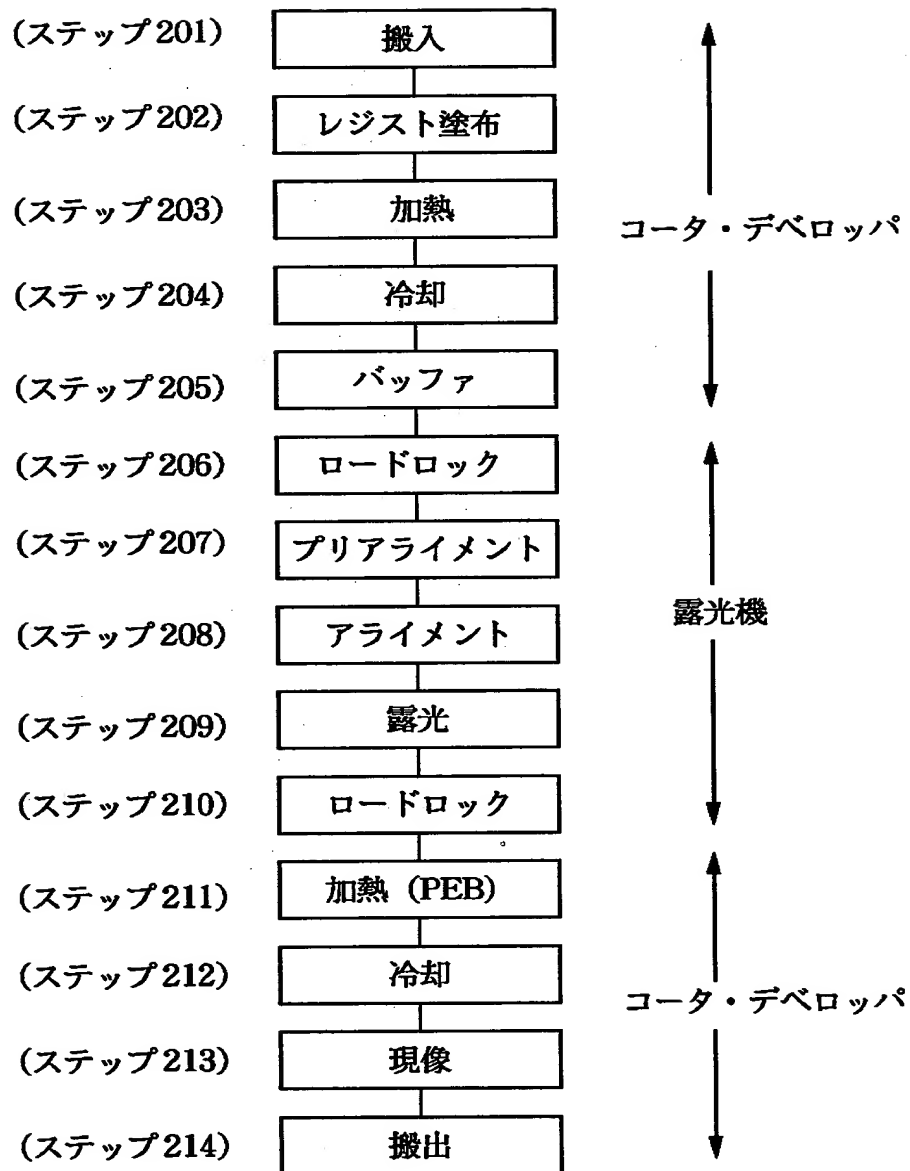 (ステップ201) 搬入
(ステップ202) レジスト塗布
(ステップ203) 加熱
コータ・デベロッパ
(ステップ204) 冷却
(ステップ205) バッファ
(ステップ206) ロードロック
(ステップ207) プリアライメント
(ステップ208) アライメント
露光機
(ステップ209) 露光
(ステップ210) ロードロック
(ステップ211) 加熱 (PEB)
(ステップ212) 冷却
コータ・デベロッパ
(ステップ213) 現像
(ステップ214) 搬出